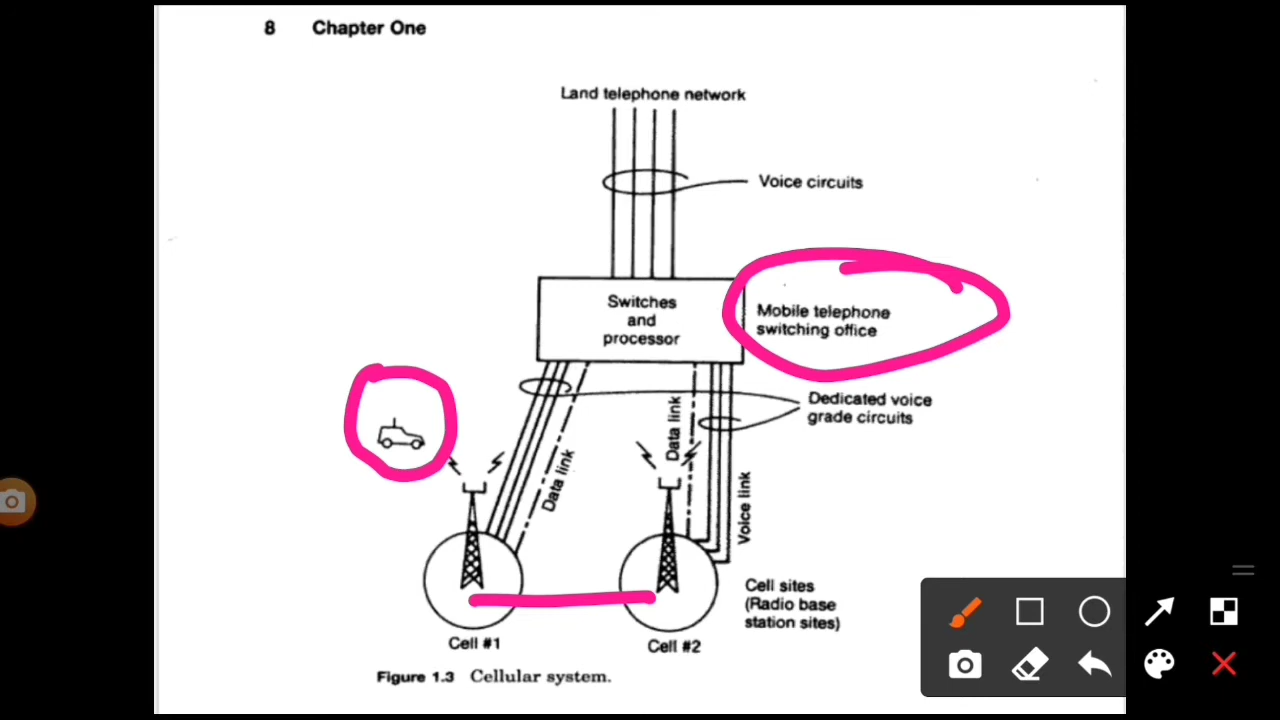 8 Chapter One
Land telephone network
Voice circuits
Switches
and
processor
Mobile telephone
switching office
Dedicated voice
grade circuits
Data link
Data link
Voice link
Cell sites
(Radio base
station sites)
Cell #1
Cell #2
Figure 1.3 Cellular system.